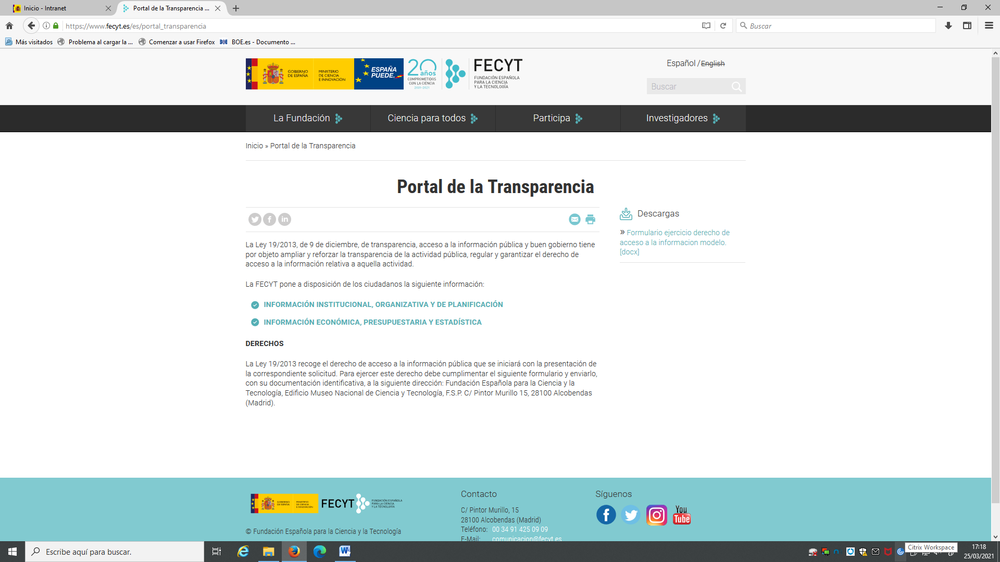 Inicio - Intranet
Portal de la Transparencia ...
https://www.fecyt.es/es/portal_transparencia
Buscar
Más visitados
Problema al cargar la ...
Comenzar a usar Firefox
BOE.es - Documento ...
GOBIERNO
DE ESPAÑA
MINISTERIO
DE CIENCIA
E INNOVACIÓN
ESPAÑA
PUEDE.
20
años
COMPROMETIDOS
CON LA CIENCIA
2001-2021
FECYT
FUNDACIÓN ESPAÑOLA
PARA LA CIENCIA
Y LA TECNOLOGÍA
Español / English
Buscar
La Fundación
Ciencia para todos
Participa
Investigadores
Inicio » Portal de la Transparencia
Portal de la Transparencia
La Ley 19/2013, de 9 de diciembre, de transparencia, acceso a la información pública y buen gobierno tiene
por objeto ampliar y reforzar la transparencia de la actividad pública, regular y garantizar el derecho de
acceso a la información relativa a aquella actividad.
La FECYT pone a disposición de los ciudadanos la siguiente información:
INFORMACIÓN INSTITUCIONAL, ORGANIZATIVA Y DE PLANIFICACIÓN
INFORMACIÓN ECONÓMICA, PRESUPUESTARIA Y ESTADÍSTICA
DERECHOS
La Ley 19/2013 recoge el derecho de acceso a la información pública que se iniciará con la presentación de
la correspondiente solicitud. Para ejercer este derecho debe cumplimentar el siguiente formulario y enviarlo,
con su documentación identificativa, a la siguiente dirección: Fundación Española para la Ciencia y la
Tecnología, Edificio Museo Nacional de Ciencia y Tecnología, F.S.P. C/ Pintor Murillo 15, 28100 Alcobendas
(Madrid).
Descargas
» Formulario ejercicio derecho de
acceso a la informacion modelo.
[docx]
GOBIERNO
DE ESPAÑA
MINISTERIO
DE CIENCIA
E INNOVACIÓN
FECYT
FUNDACIÓN ESPAÑOLA
PARA LA CIENCIA
Y LA TECNOLOGÍA
© Fundación Española para la Ciencia y la Tecnología
Contacto
C/ Pintor Murillo, 15
28100 Alcobendas (Madrid)
Teléfono: 00 34 91 425 09 09
E-Mail: comunicacion@fecyt.es
Síguenos
You
Tube
Escribe aquí para buscar.
Citrix Workspace
17:18
25/03/2021